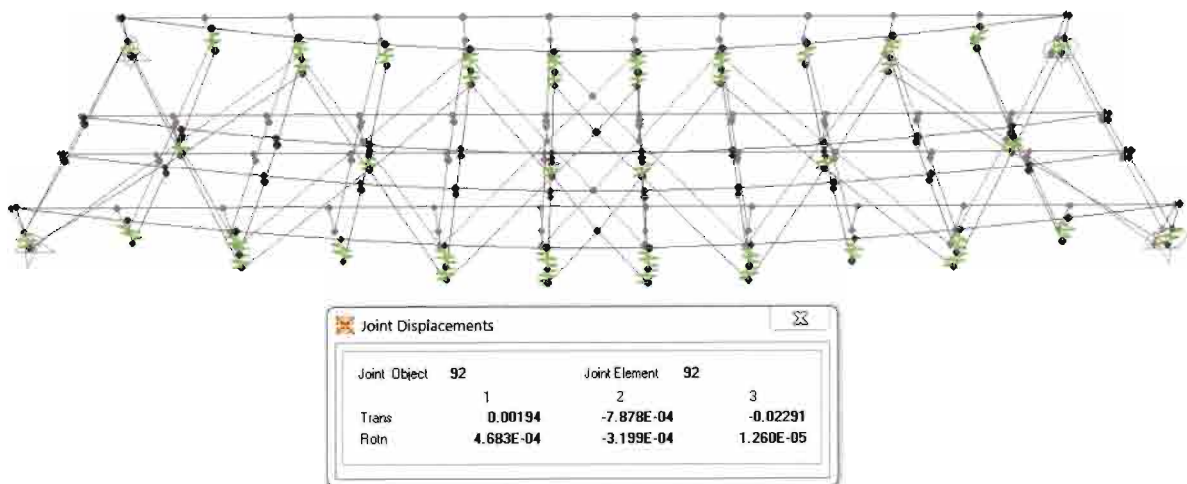 Joint Displacements
Joint Object 92 Joint Element 92
1 2 3
Trans 0.00194 -7.878E-04 -0.02291
Rotn 4.683E-04 -3.199E-04 1.260E-05